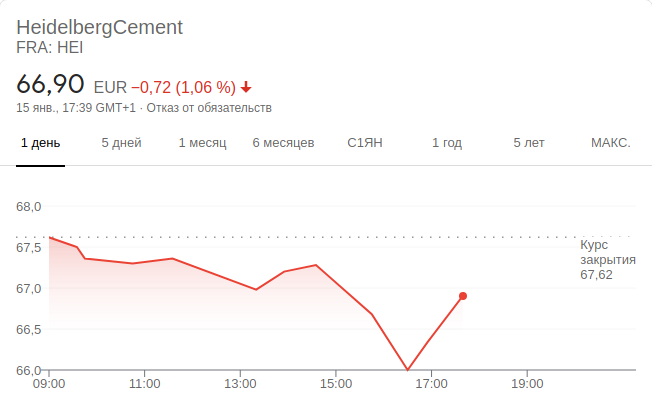 HeidelbergCement
FRA: HEI
66,90 EUR −0,72 (1,06 %)
15 янв., 17:39 GMT+1 · Отказ от обязательств
1 день 5 дней 1 месяц 6 месяцев С1ЯН 1 год 5 лет МАКС.
68,0
67,5
67,0
66,5
66,0
Курс
закрытия
67,62
09:00 11:00 13:00 15:00 17:00 19:00